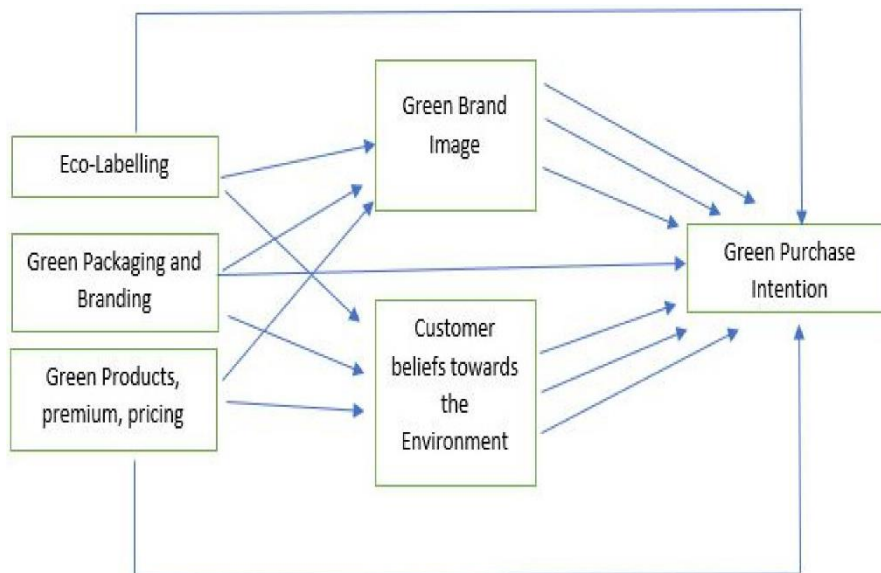 Eco-Labelling
Green Packaging and
Branding
Green Products,
premium, pricing
Green Brand
Image
Customer
beliefs towards
the
Environment
Green Purchase
Intention